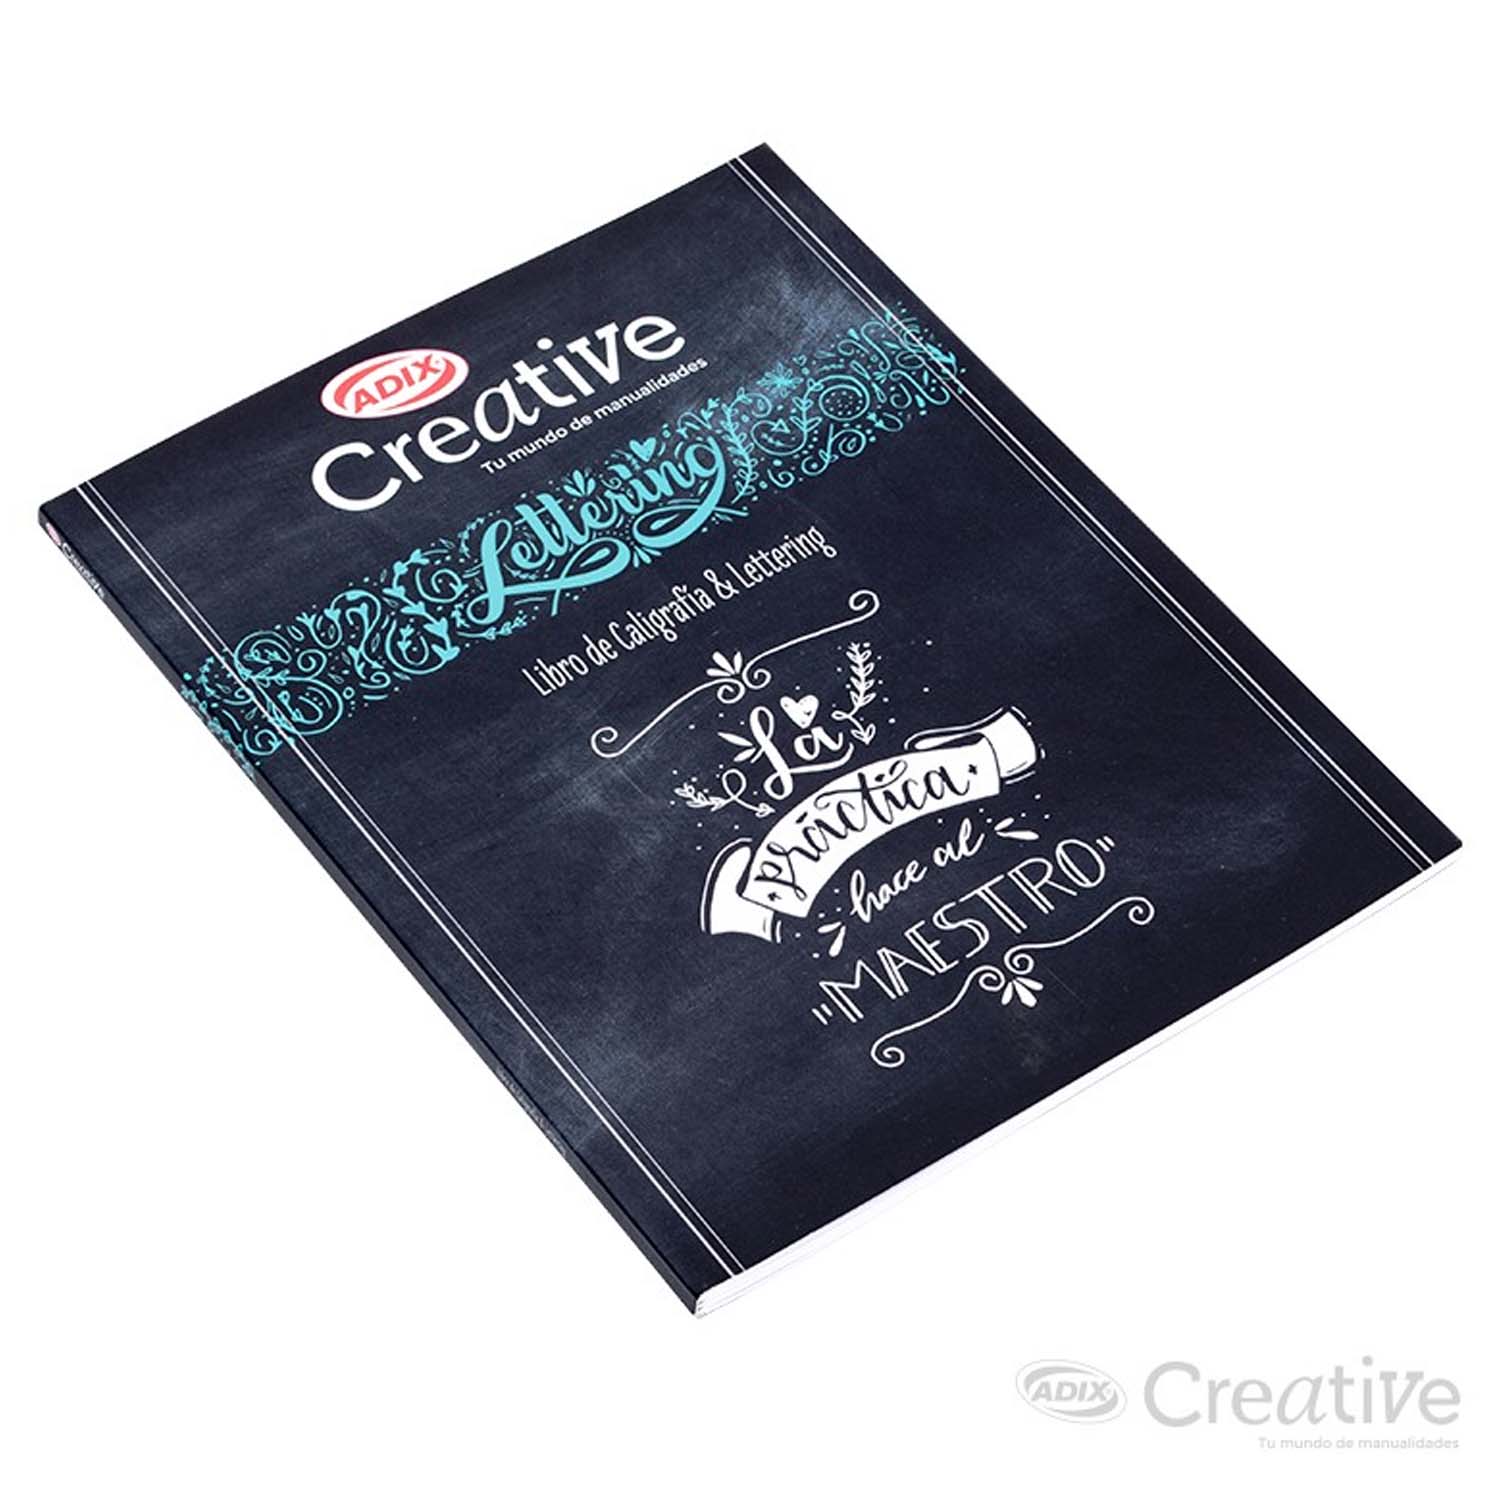 ADIX
Creative
Tu mundo de manualidades
Lettering
Libro de Caligrafía & Lettering
La
práctica
hace al
"MAESTRO"
Creative
ADIX Creative
Tu mundo de manualidades